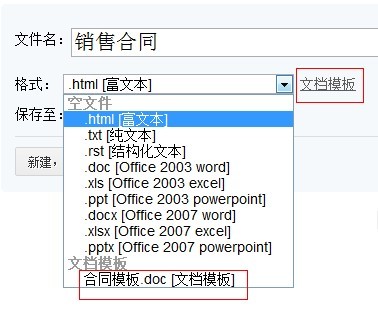 文件名： 销售合同
格式： .html [富文本] 文档模板
保存至：
空文件
.html [富文本]
.txt [纯文本]
.rst [结构化文本]
.doc [Office 2003 word]
.xls [Office 2003 excel]
.ppt [Office 2003 powerpoint]
.docx [Office 2007 word]
.xlsx [Office 2007 excel]
.pptx [Office 2007 powerpoint]
文档模板
合同模板.doc [文档模板]
新建，